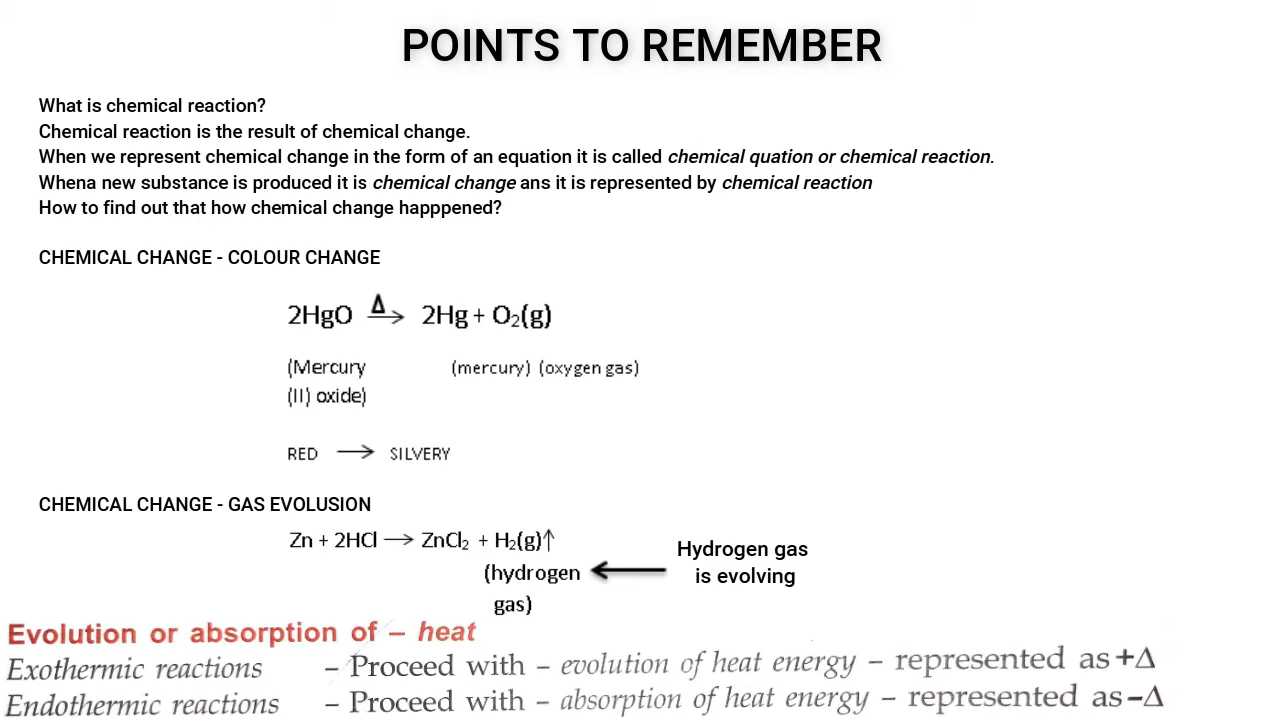 POINTS TO REMEMBER
What is chemical reaction?
Chemical reaction is the result of chemical change.
When we represent chemical change in the form of an equation it is called chemical quation or chemical reaction.
Whena new substance is produced it is chemical change ans it is represented by chemical reaction
How to find out that how chemical change happpened?
CHEMICAL CHANGE - COLOUR CHANGE
2HgO Δ→ 2Hg + O₂(g)
(Mercury (mercury) (oxygen gas)
(II) oxide)
RED → SILVERY
CHEMICAL CHANGE - GAS EVOLUSION
Zn + 2HCl → ZnCl₂ + H₂(g)↑
(hydrogen
gas)
Hydrogen gas
is evolving
Evolution or absorption of – heat
Exothermic reactions – Proceed with – evolution of heat energy – represented as +Δ
Endothermic reactions – Proceed with – absorption of heat energy – represented as –Δ